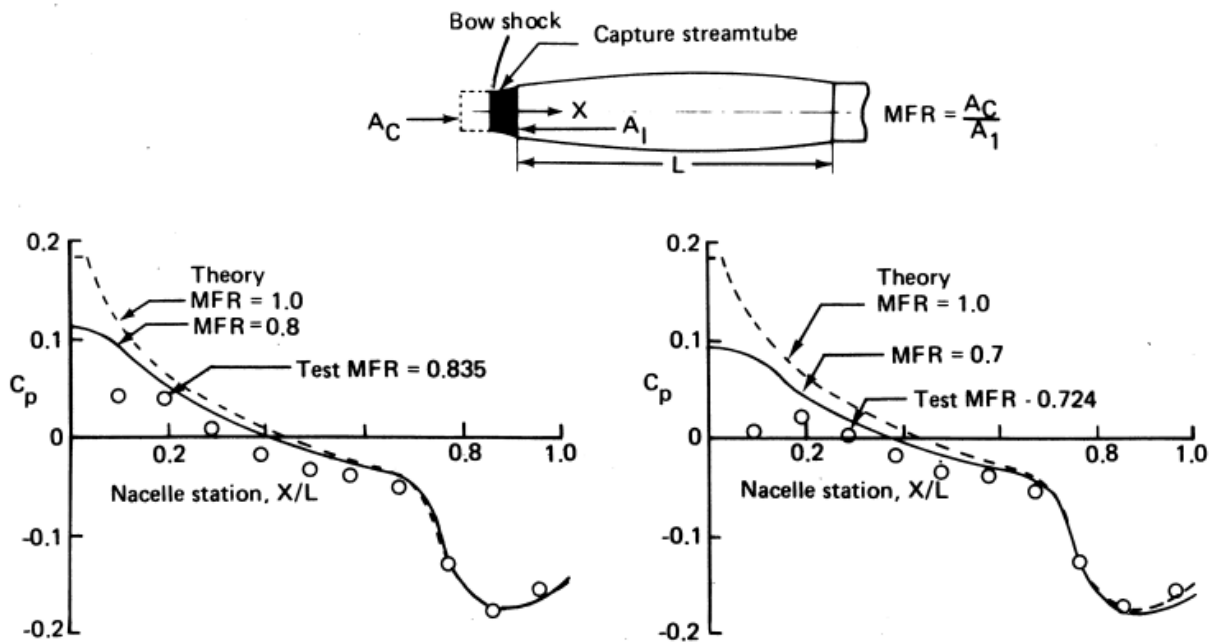 Bow shock
Capture streamtube
X
A_C
A_I
MFR = A_C/A_1
L
0.2
Theory
MFR = 1.0
MFR = 0.8
0.1
Test MFR = 0.835
C_p
0
0.2
0.8
1.0
Nacelle station, X/L
-0.1
-0.2
0.2
Theory
MFR = 1.0
0.1
MFR = 0.7
C_p
Test MFR - 0.724
0
0.2
0.8
1.0
Nacelle station, X/L
-0.1
-0.2